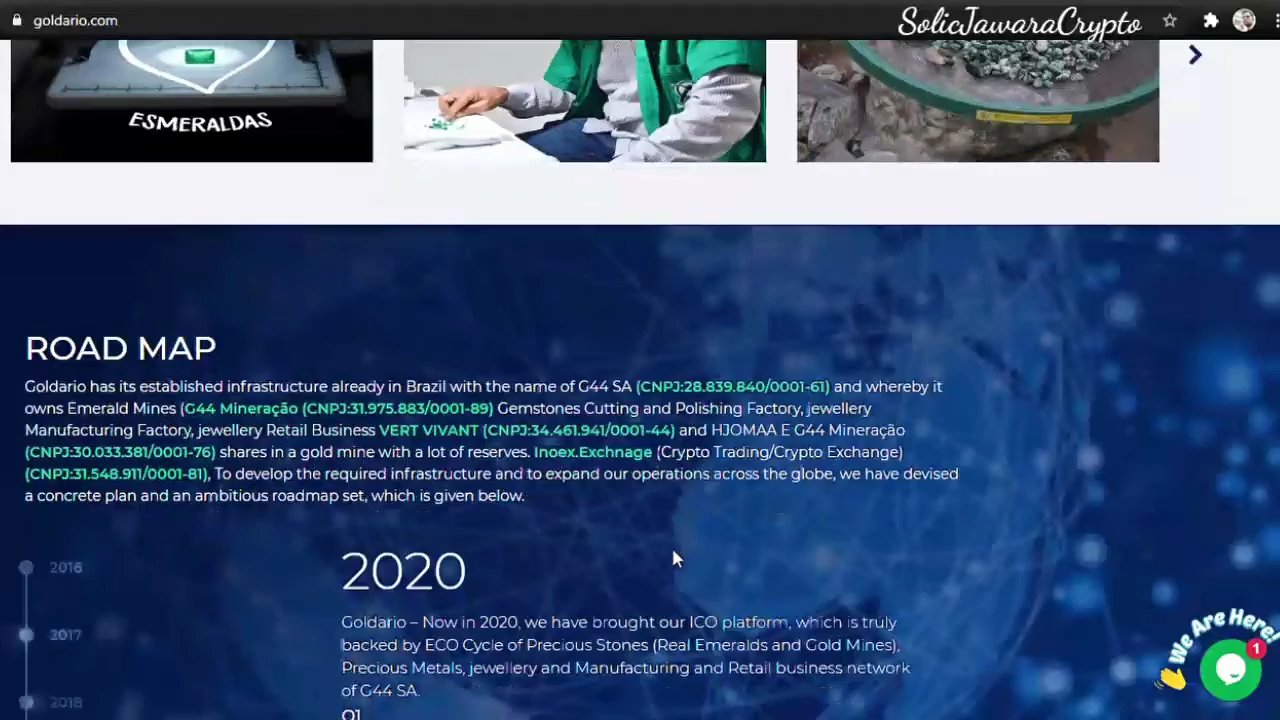 goldario.com
SolicJawaraCrypto
ESMERALDAS
ROAD MAP
Goldario has its established infrastructure already in Brazil with the name of G44 SA (CNPJ:28.839.840/0001-61) and whereby it
owns Emerald Mines (G44 Mineração (CNPJ:31.975.883/0001-89) Gemstones Cutting and Polishing Factory, jewellery
Manufacturing Factory, jewellery Retail Business VERT VIVANT (CNPJ:34.461.941/0001-44) and HJOMAA E G44 Mineração
(CNPJ:30.033.381/0001-76) shares in a gold mine with a lot of reserves. Inoex.Exchnage (Crypto Trading/Crypto Exchange)
(CNPJ:31.548.911/0001-81), To develop the required infrastructure and to expand our operations across the globe, we have devised
a concrete plan and an ambitious roadmap set, which is given below.
2016
2017
2018
2020
Goldario – Now in 2020, we have brought our ICO platform, which is truly
backed by ECO Cycle of Precious Stones (Real Emeralds and Gold Mines),
Precious Metals, jewellery and Manufacturing and Retail business network
of G44 SA.
Q1
We Are Here!
1